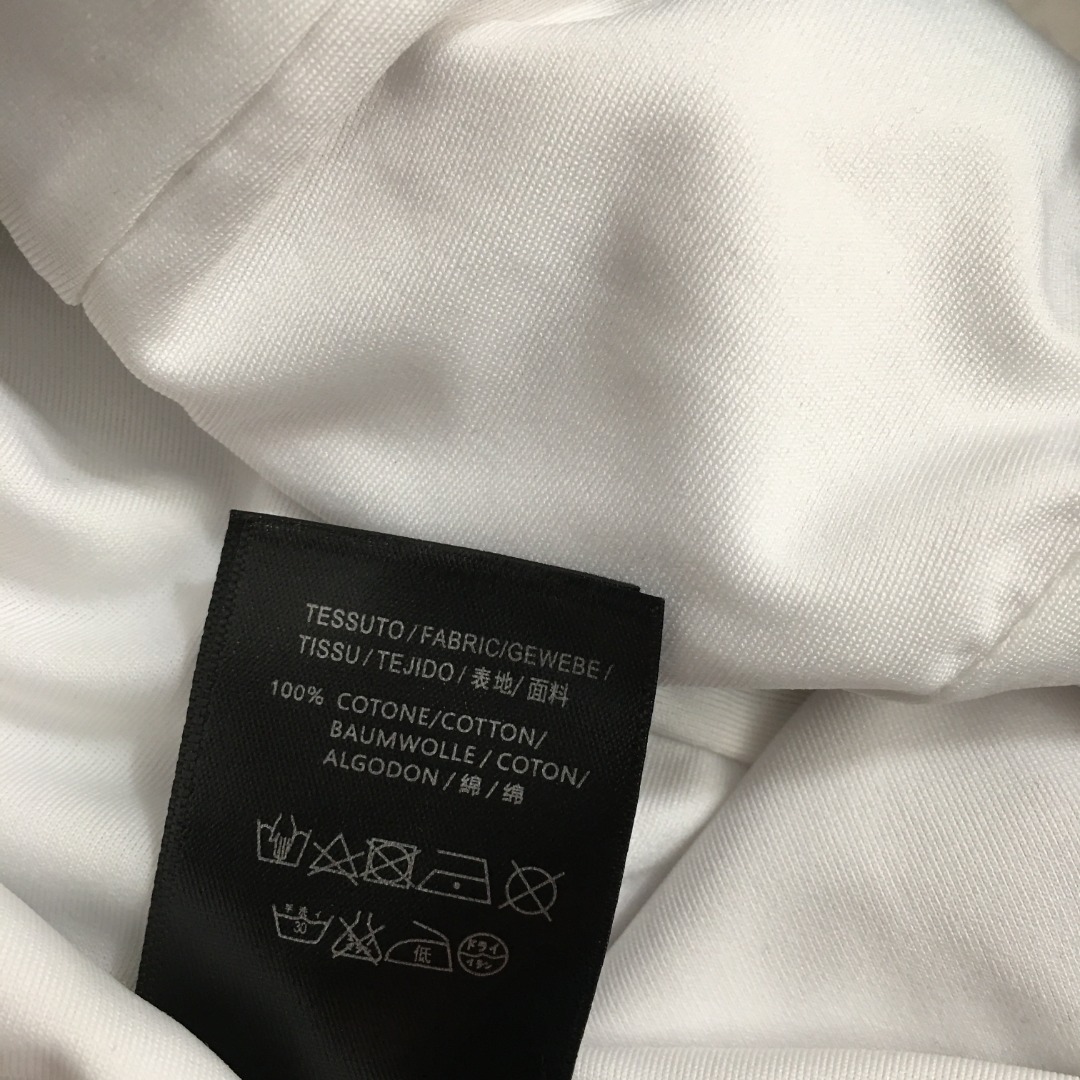 TESSUTO/FABRIC/GEWEBE/
TISSU/TEJIDO/表地/面料
100% COTONE/COTTON/
BAUMWOLLE/COTON/
ALGODON/綿/棉
30
低
ドライ